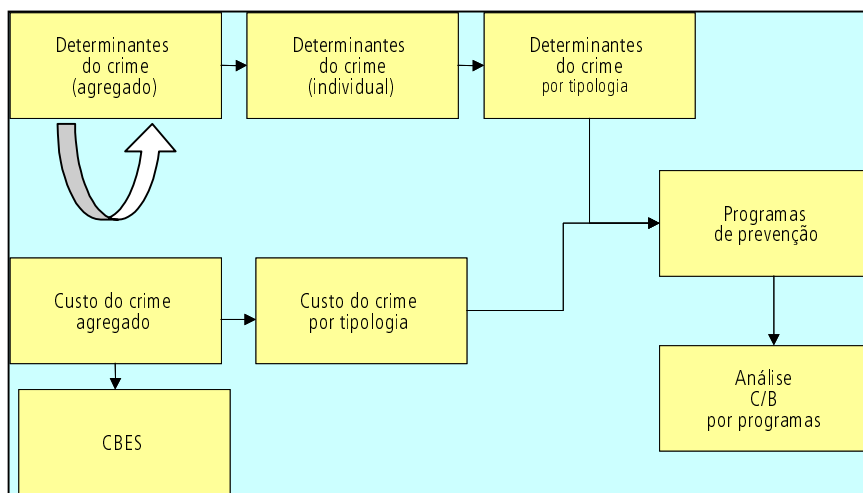 Determinantes
do crime
(agregado)
Determinantes
do crime
(individual)
Determinantes
do crime
por tipologia
Programas
de prevenção
Custo do crime
agregado
Custo do crime
por tipologia
Análise
C/B
por programas
CBES